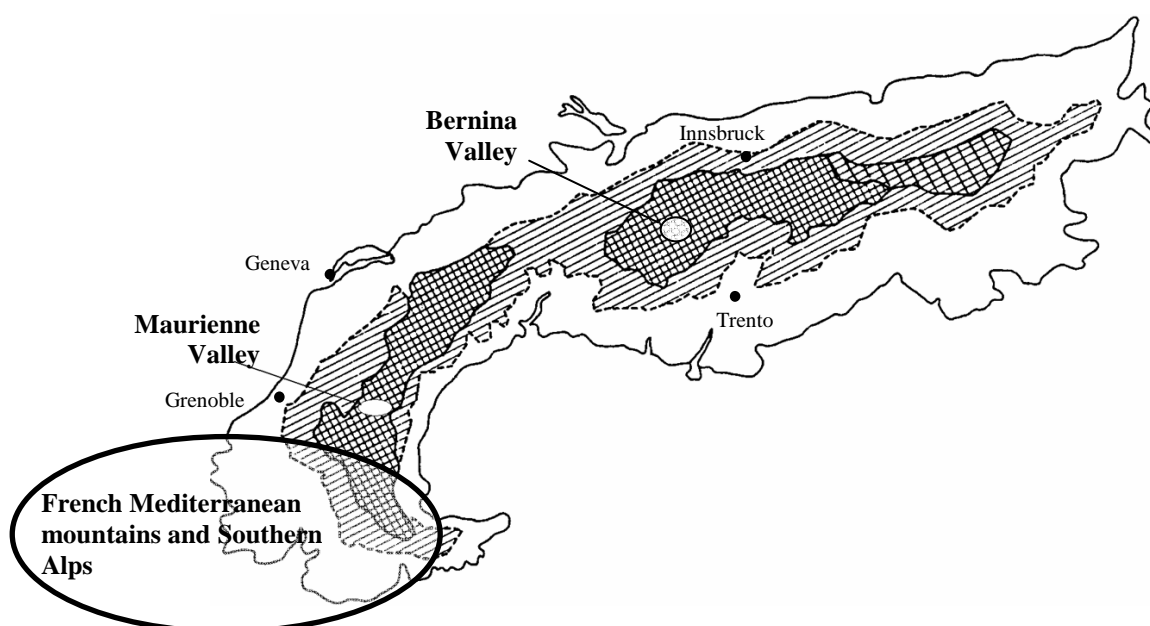 Bernina
Valley
Innsbruck
Geneva
Maurienne
Valley
Trento
Grenoble
French Mediterranean
mountains and Southern
Alps